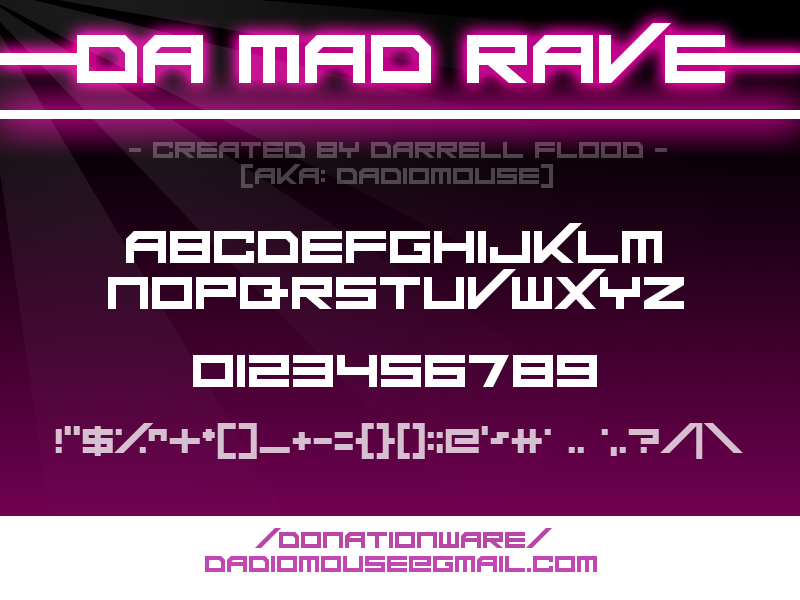 DA MAD RAVE
- CREATED BY DARRELL FLOOD -
[AKA: DADIOMOUSE]
ABCDEFGHIJKLM
NOPQRSTUVWXYZ
0123456789
/DONATIONWARE/
DADIOMOUSE@GMAIL.COM